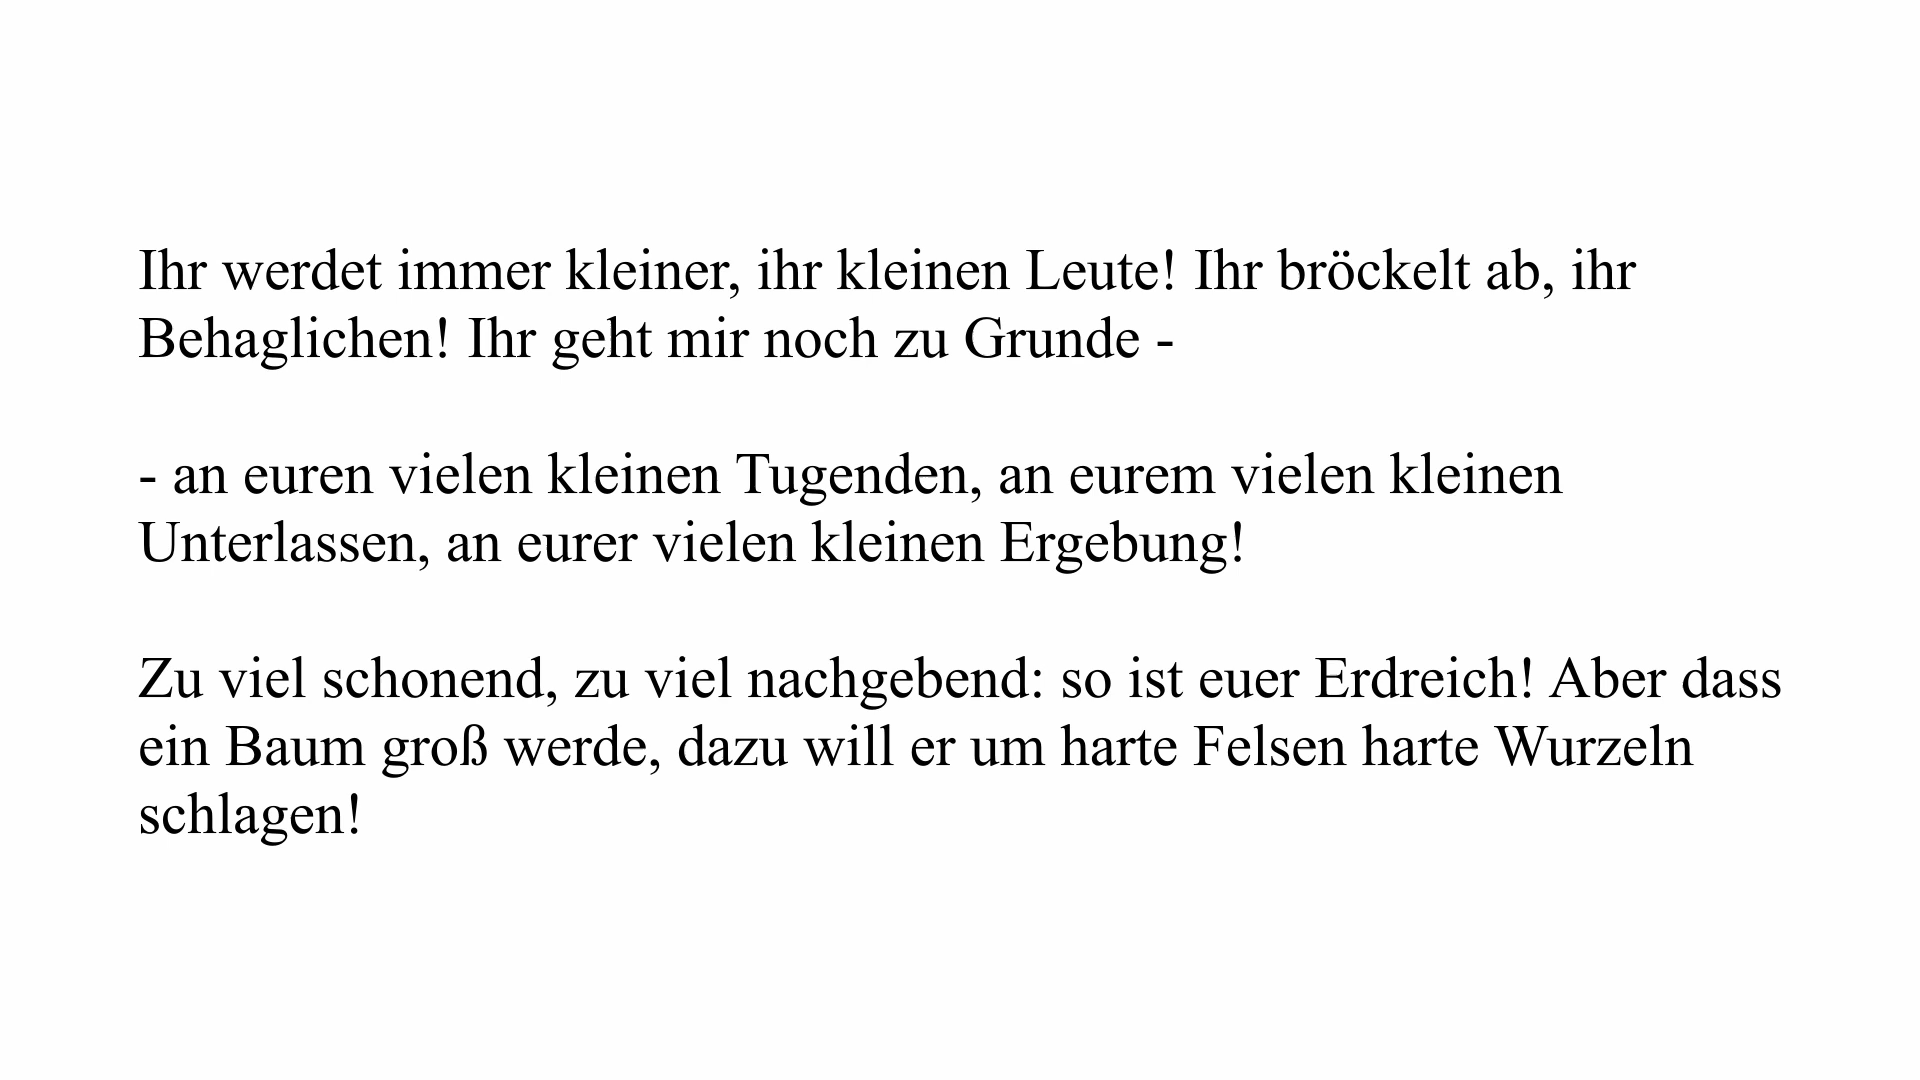 Ihr werdet immer kleiner, ihr kleinen Leute! Ihr bröckelt ab, ihr
Behaglichen! Ihr geht mir noch zu Grunde -
- an euren vielen kleinen Tugenden, an eurem vielen kleinen
Unterlassen, an eurer vielen kleinen Ergebung!
Zu viel schonend, zu viel nachgebend: so ist euer Erdreich! Aber dass
ein Baum groß werde, dazu will er um harte Felsen harte Wurzeln
schlagen!